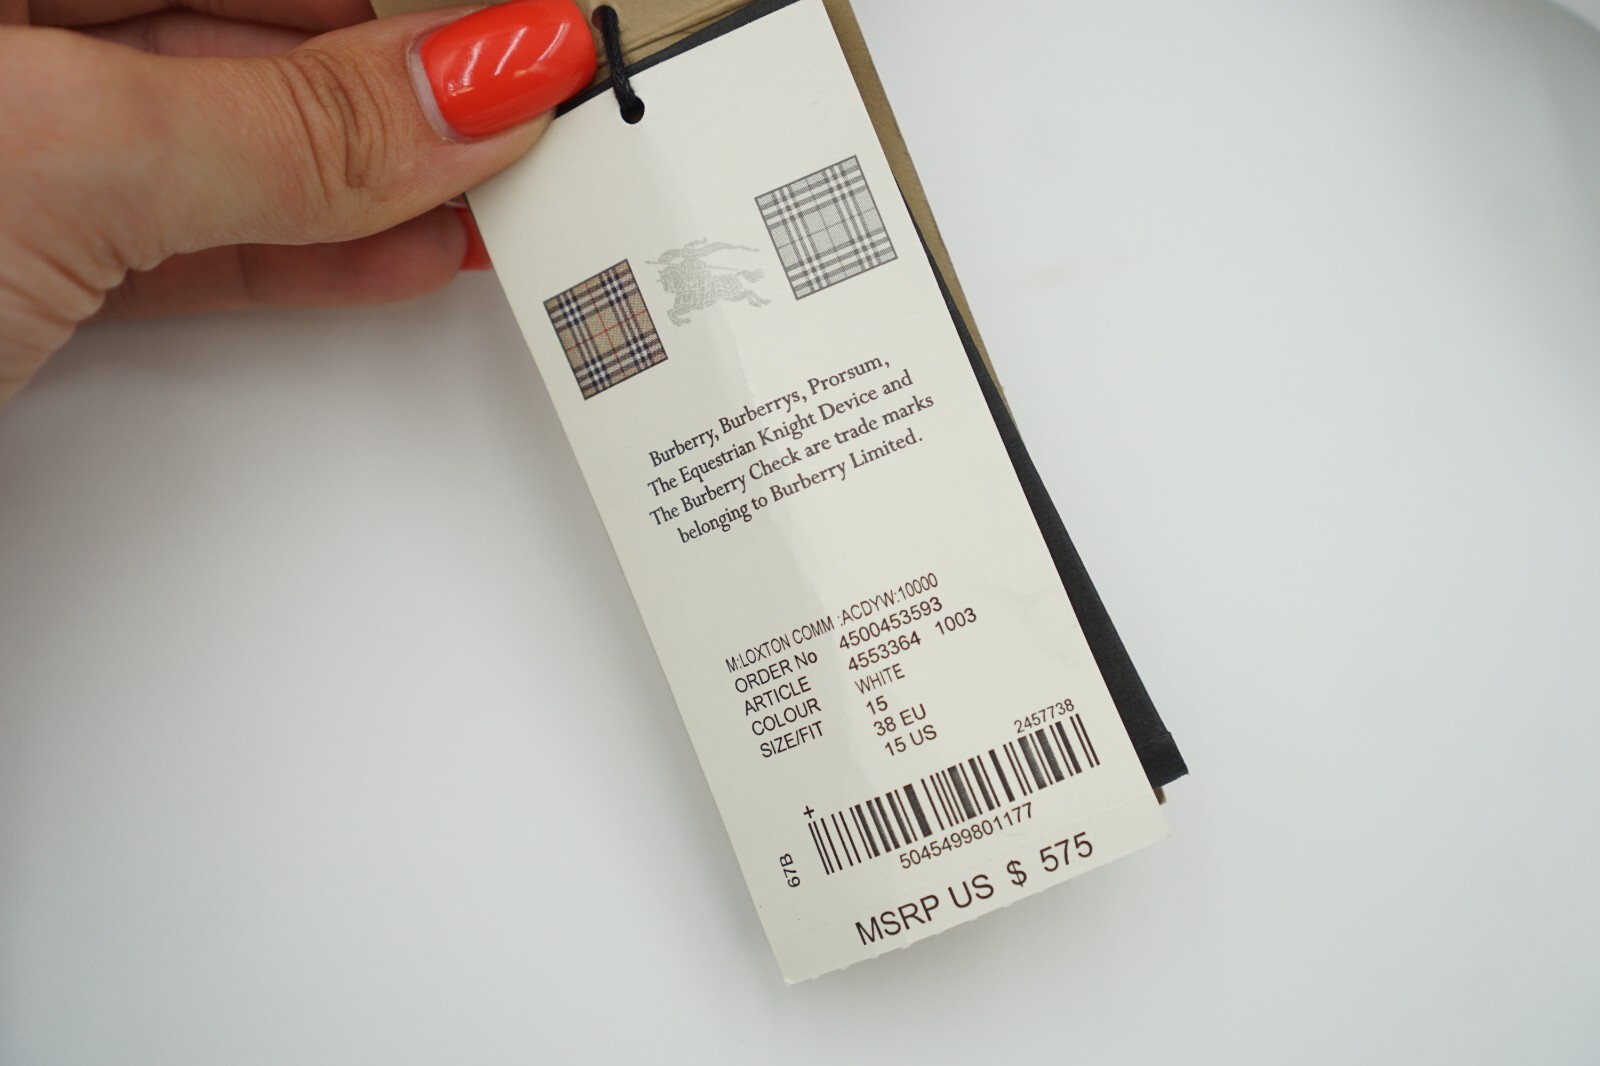 Burberry, Burberrys, Prorsum,
The Equestrian Knight Device and
The Burberry Check are trade marks
belonging to Burberry Limited.
M:LOXTON COMM :ACDYW:10000
ORDER No 4500453593
ARTICLE 4553364 1003
COLOUR WHITE
SIZE/FIT 15
38 EU
15 US
2457738
+
67B
5045499801177
MSRP US $ 575